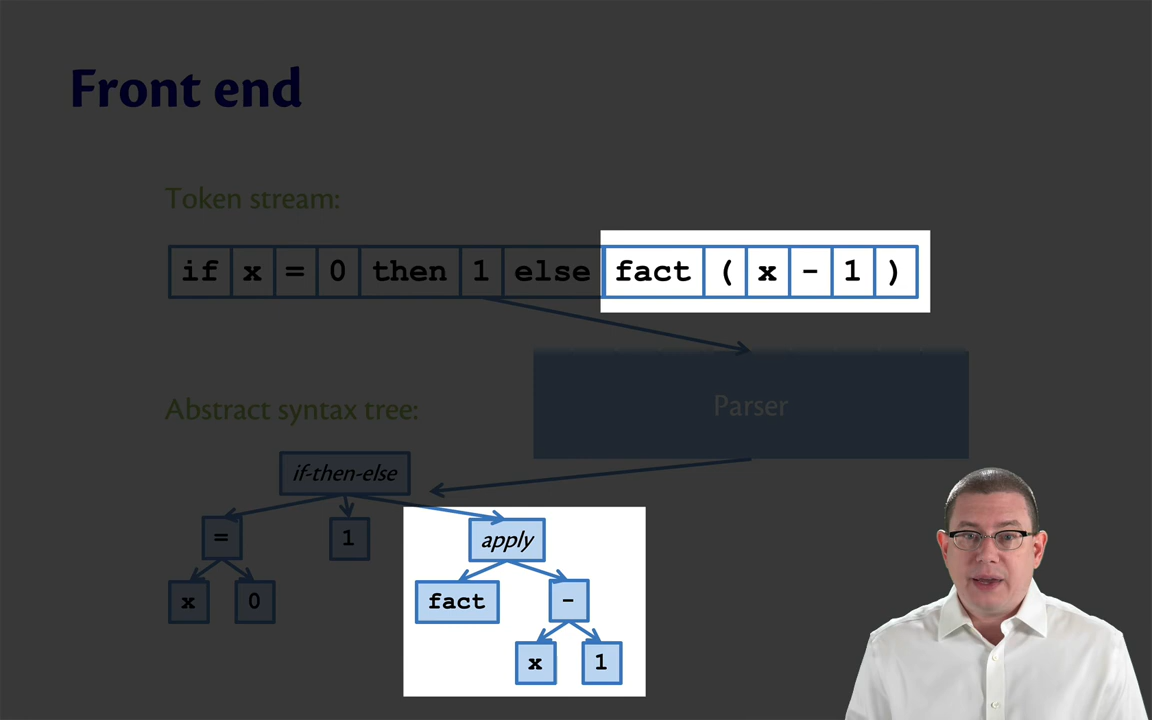 Front end
Token stream:
if x = 0 then 1 else fact ( x - 1 )
Parser
Abstract syntax tree:
if-then-else
= 1 apply
x 0 fact -
x 1